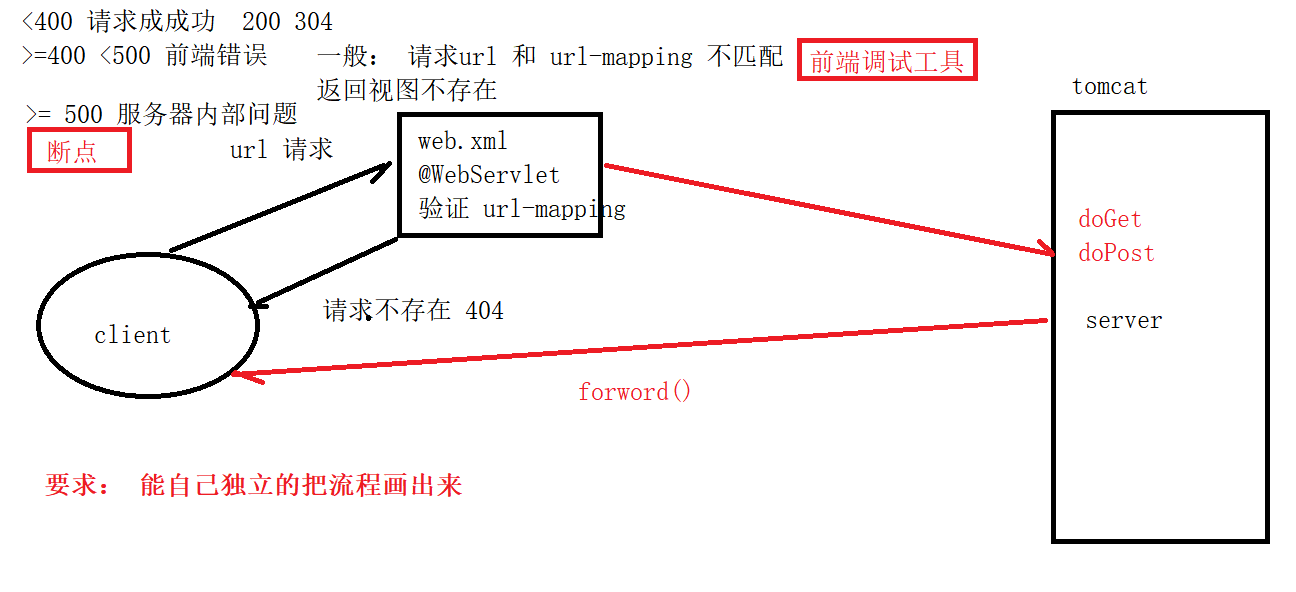 <400 请求成成功  200 304
>=400 <500 前端错误    一般： 请求url 和 url-mapping 不匹配
前端调试工具
返回视图不存在
tomcat
>= 500 服务器内部问题
断点
url 请求
web.xml
@WebServlet
验证 url-mapping
doGet
doPost
请求不存在 404
client
server
forword()
要求： 能自己独立的把流程画出来